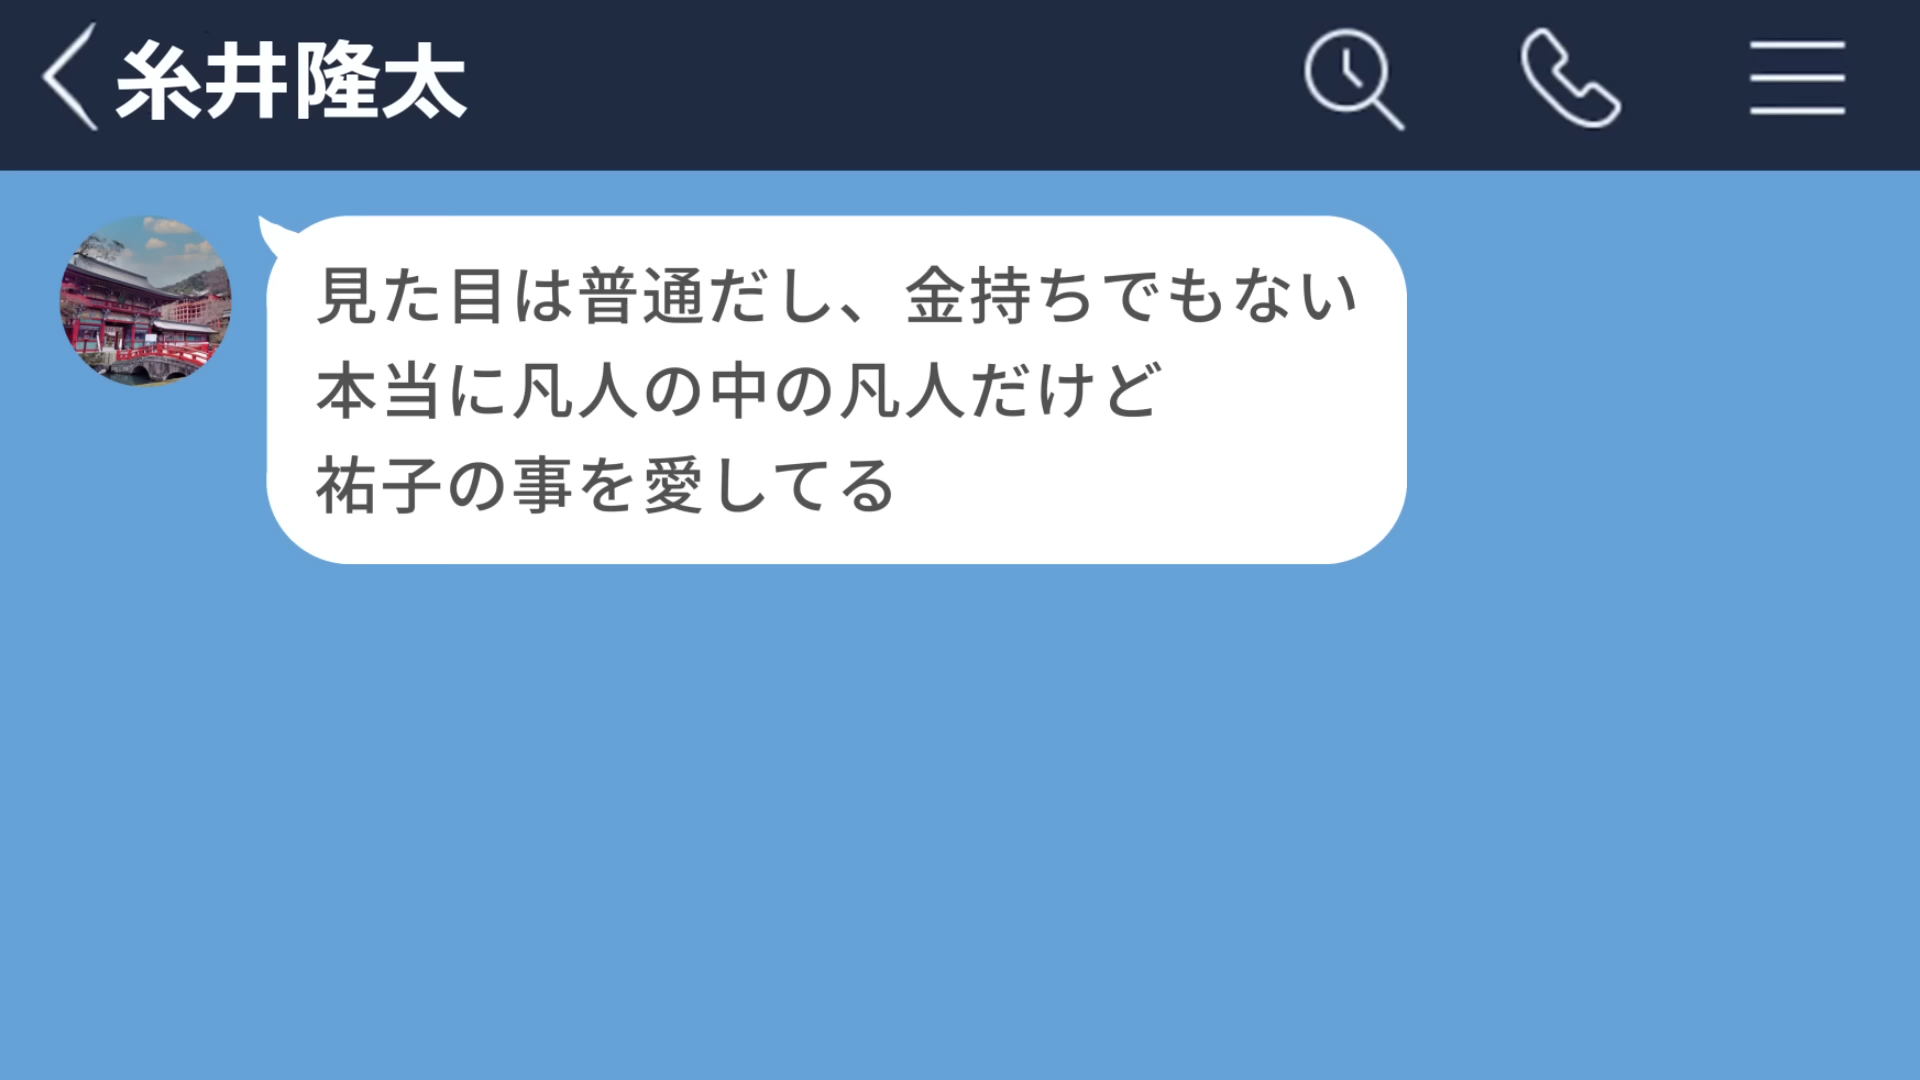 糸井隆太
見た目は普通だし、金持ちでもない
本当に凡人の中の凡人だけど
祐子の事を愛してる